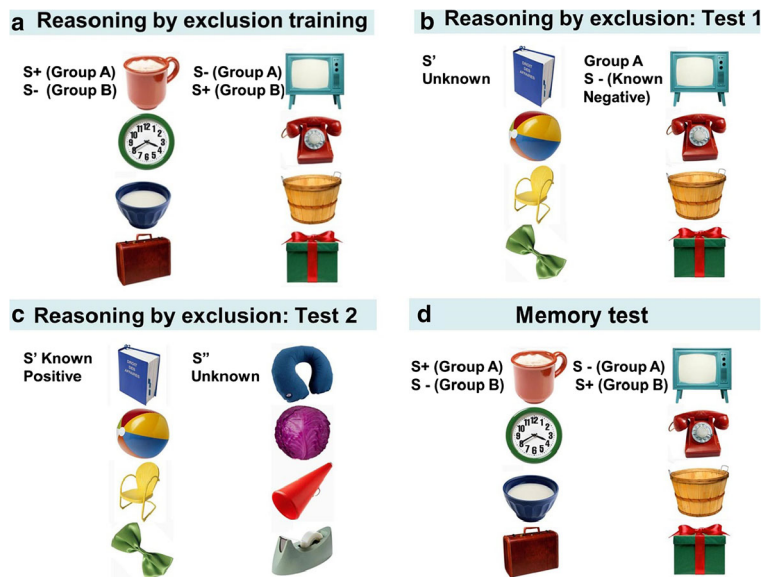 a Reasoning by exclusion training
S+ (Group A)
S- (Group B)
S- (Group A)
S+ (Group B)
b Reasoning by exclusion: Test 1
S'
Unknown
Group A
S - (Known
Negative)
c Reasoning by exclusion: Test 2
S' Known
Positive
S''
Unknown
d Memory test
S+ (Group A)
S - (Group B)
S - (Group A)
S+ (Group B)